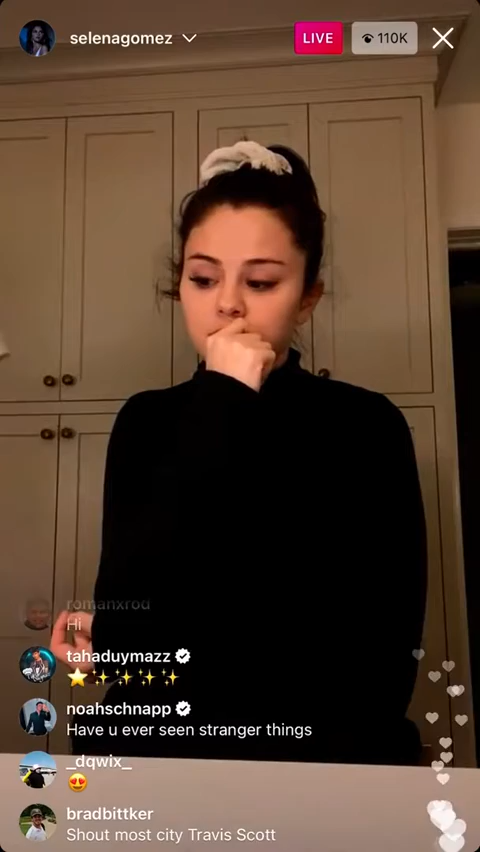 selenagomez
LIVE
110K
romanxrod
Hi
tahaduymazz
⭐✨✨✨✨
noahschnapp
Have u ever seen stranger things
_dqwix_
😍
bradbittker
Shout most city Travis Scott